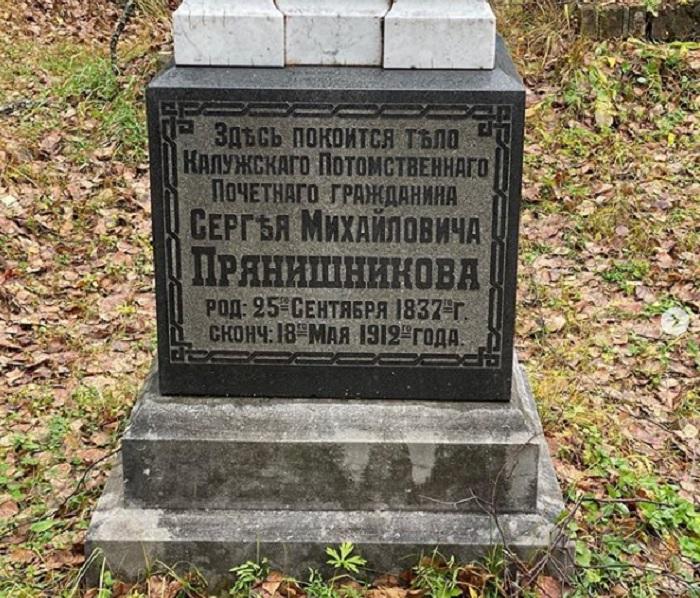 Здѣсь покоится тѣло
Калужскаго Потомственнаго
Почетнаго гражданина
Сергѣя Михайловича
Прянишникова
род: 25го Сентября 1837го г.
сконч: 18го Мая 1912го года.